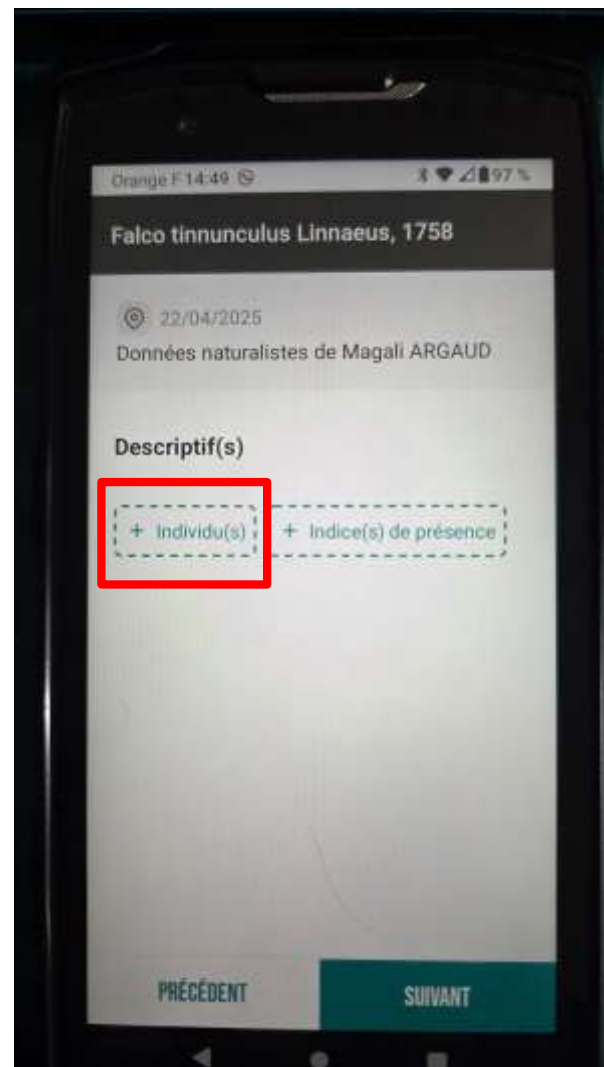 Orange F 14:49 97 %
Falco tinnunculus Linnaeus, 1758
22/04/2025
Données naturalistes de Magali ARGAUD
Descriptif(s)
+ Individu(s) + Indice(s) de présence
PRÉCÉDENT SUIVANT